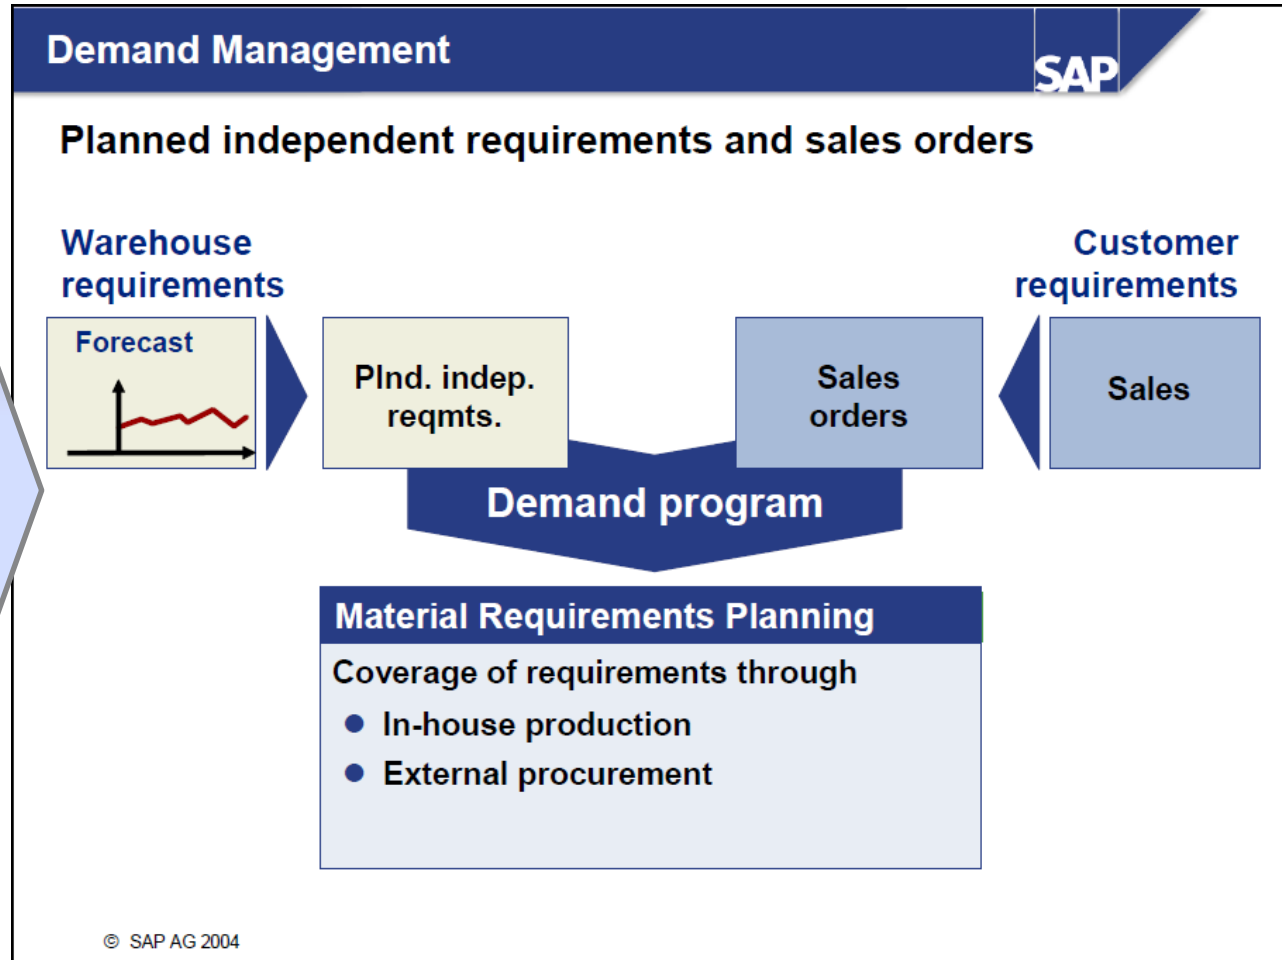 Demand Management
SAP
Planned independent requirements and sales orders
Warehouse
requirements
Customer
requirements
Forecast
Plnd. indep.
reqmts.
Sales
orders
Sales
Demand program
Material Requirements Planning
Coverage of requirements through
In-house production
External procurement
© SAP AG 2004